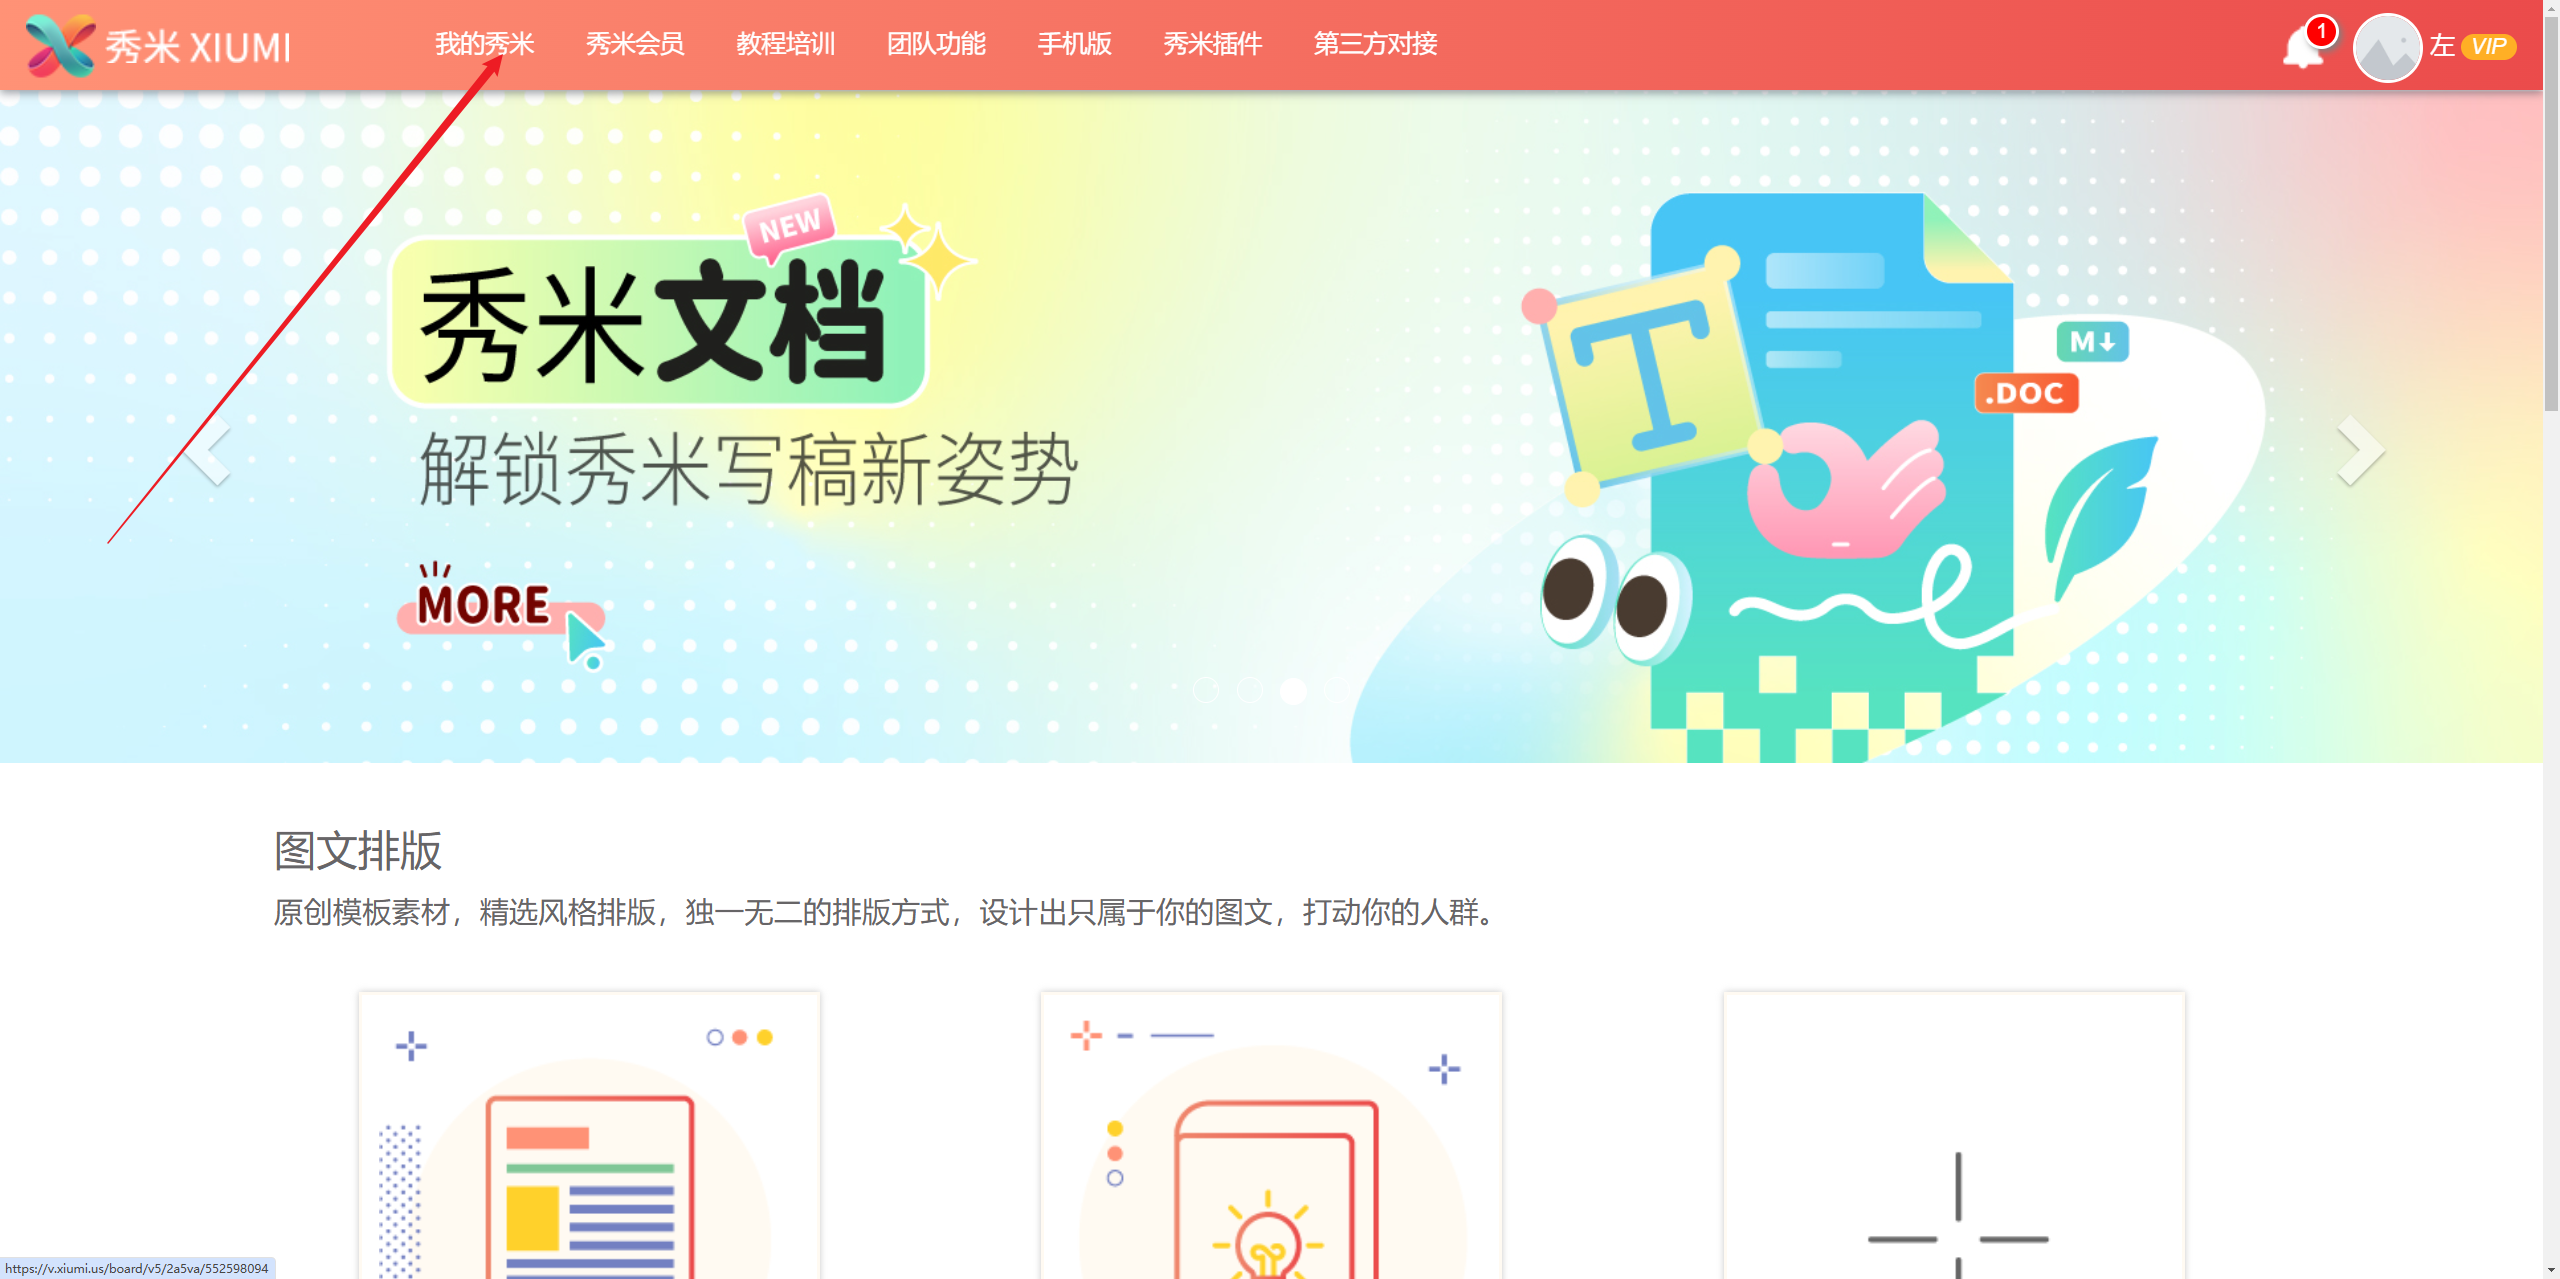 秀米 XIUMI
我的秀米 秀米会员 教程培训 团队功能 手机版 秀米插件 第三方对接
1
左 VIP
NEW
秀米文档
解锁秀米写稿新姿势
MORE
T
M↓
.DOC
图文排版
原创模板素材，精选风格排版，独一无二的排版方式，设计出只属于你的图文，打动你的人群。
https://v.xiumi.us/board/v5/2a5va/552598094